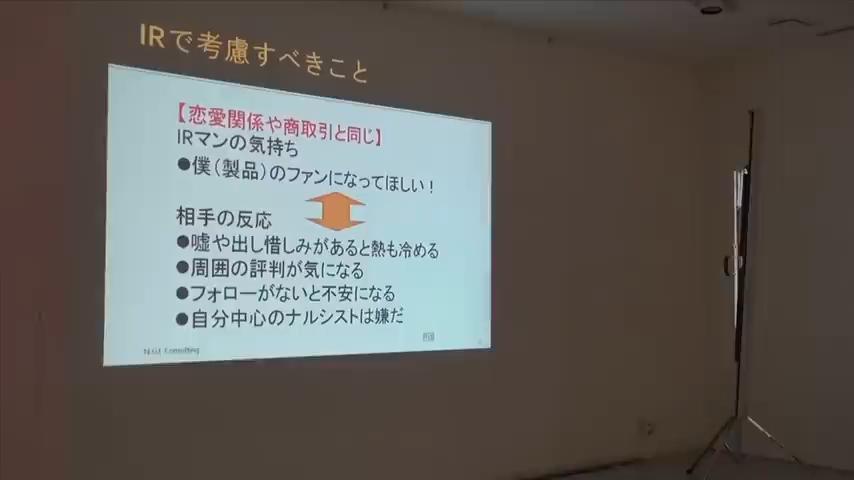 IRで考慮すべきこと
【恋愛関係や商取引と同じ】
IRマンの気持ち
●僕（製品）のファンになってほしい！
相手の反応
●嘘や出し惜しみがあると熱も冷める
●周囲の評判が気になる
●フォローがないと不安になる
●自分中心のナルシストは嫌だ
Consulting